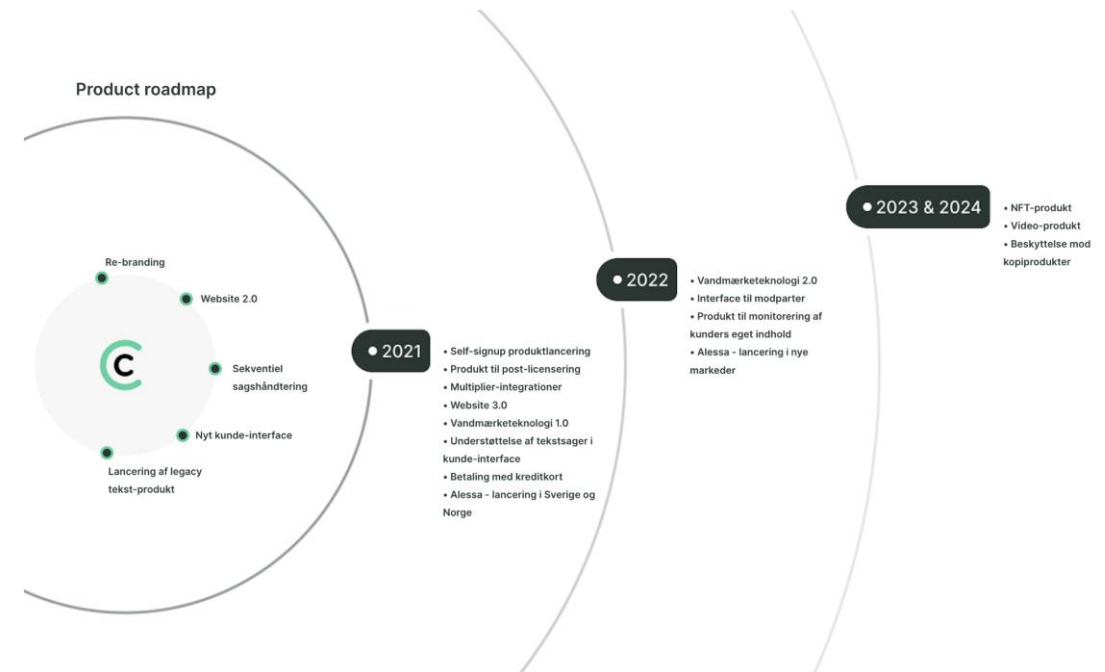 Product roadmap
Re-branding
Website 2.0
C
Sekventiel
sagshåndtering
Nyt kunde-interface
Lancering af legacy
tekst-produkt
2021
• Self-signup produktlancering
• Produkt til post-licensering
• Multiplier-integrationer
• Website 3.0
• Vandmærketeknologi 1.0
• Understøttelse af tekstsager i
kunde-interface
• Betaling med kreditkort
• Alessa - lancering i Sverige og
Norge
2022
• Vandmærketeknologi 2.0
• Interface til modparter
• Produkt til monitorering af
kunders eget indhold
• Alessa - lancering i nye
markeder
2023 & 2024
• NFT-produkt
• Video-produkt
• Beskyttelse mod
kopiprodukter